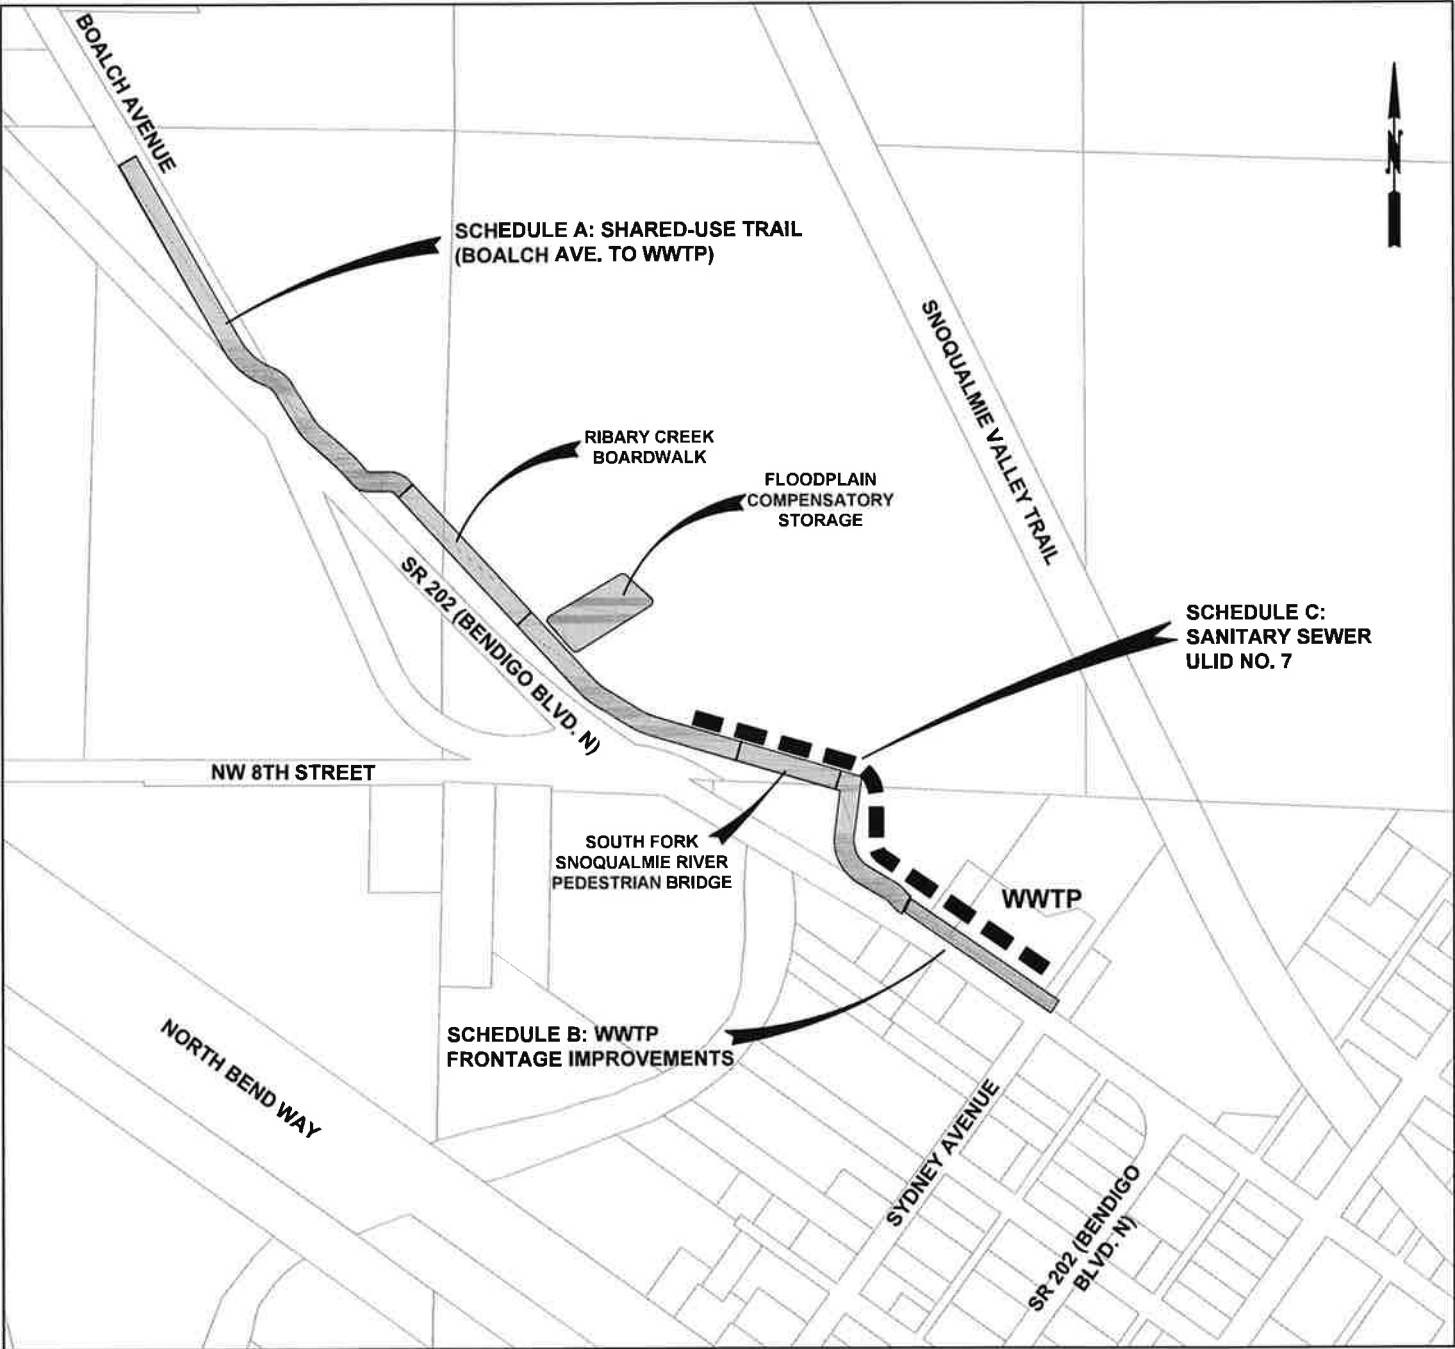 BOALCH AVENUE
N
SCHEDULE A: SHARED-USE TRAIL
(BOALCH AVE. TO WWTP)
SNOQUALMIE VALLEY TRAIL
RIBARY CREEK
BOARDWALK
FLOODPLAIN
COMPENSATORY
STORAGE
SR 202 (BENDIGO BLVD. N)
SCHEDULE C:
SANITARY SEWER
ULID NO. 7
NW 8TH STREET
SOUTH FORK
SNOQUALMIE RIVER
PEDESTRIAN BRIDGE
WWTP
SCHEDULE B: WWTP
FRONTAGE IMPROVEMENTS
NORTH BEND WAY
SYDNEY AVENUE
SR 202 (BENDIGO
BLVD. N)